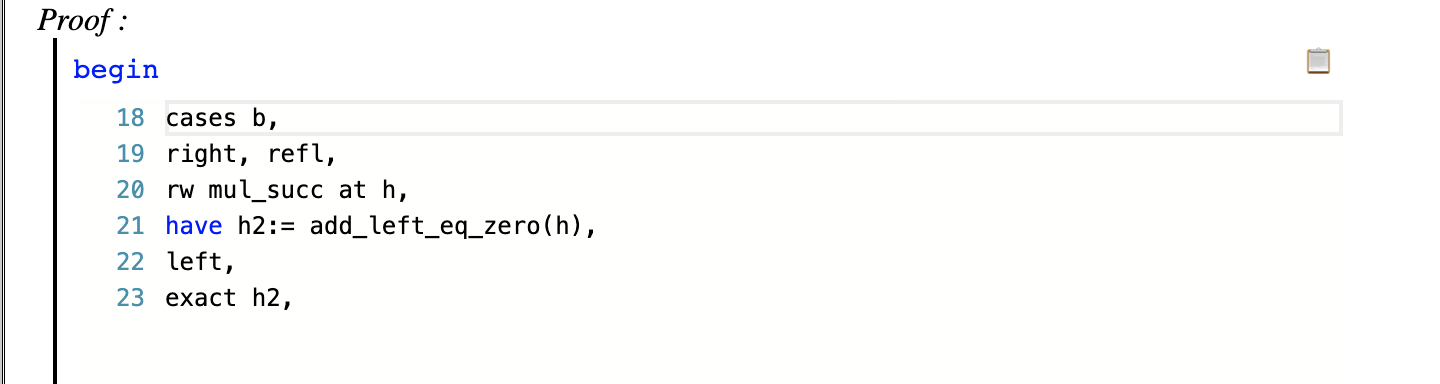 Proof :
begin
18 cases b,
19 right, refl,
20 rw mul_succ at h,
21 have h2:= add_left_eq_zero(h),
22 left,
23 exact h2,